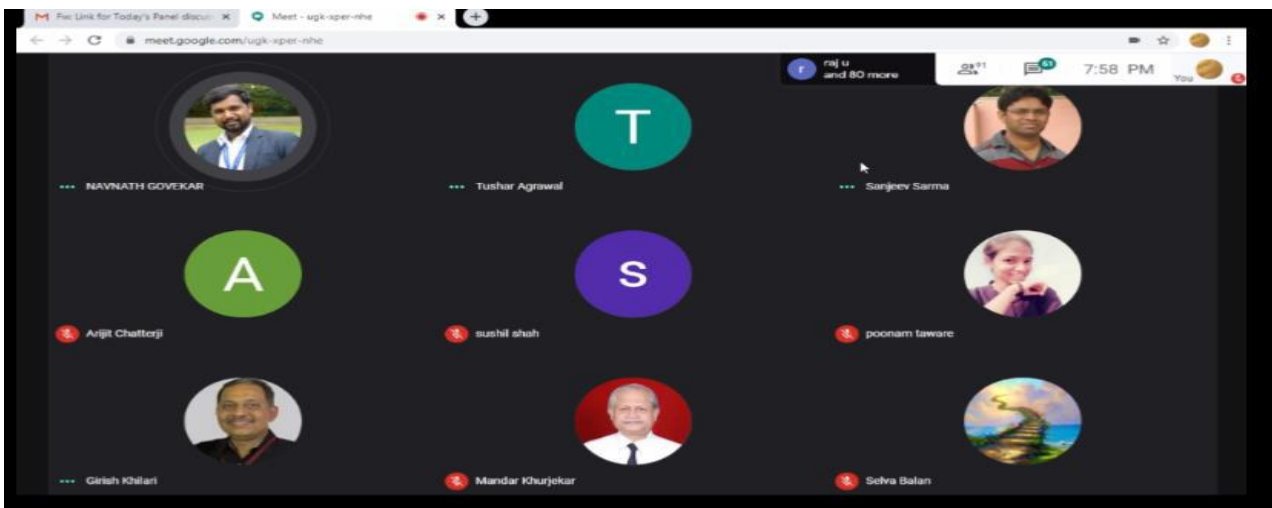 Fwc Link for Today's Panel discus
Meet - ugk-xper-nhe
meet.google.com/ugk-xper-nhe
r
raj u
and 80 more
91
61
7:58 PM
You
T
NAVNATH GOVEKAR
Tushar Agrawal
Sanjeev Sarma
A
S
Arijit Chatterji
sushil shah
poonam taware
Girish Khilari
Mandar Khurjekar
Selva Balan